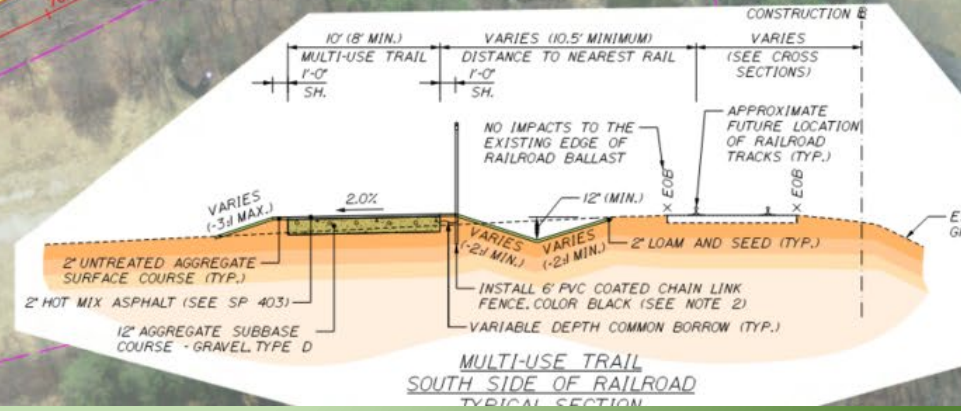 CONSTRUCTION
10' (8' MIN.)
MULTI-USE TRAIL
VARIES (10.5' MINIMUM)
DISTANCE TO NEAREST RAIL
VARIES
(SEE CROSS
SECTIONS)
1'-0"
SH.
1'-0"
SH.
NO IMPACTS TO THE
EXISTING EDGE OF
RAILROAD BALLAST
APPROXIMATE
FUTURE LOCATION
OF RAILROAD
TRACKS (TYP.)
EOB
EOB
VARIES
(-3:1 MAX.)
2.0%
12" (MIN.)
VARIES
(-2:1 MIN.)
VARIES
(-2:1 MIN.)
2" LOAM AND SEED (TYP.)
2" UNTREATED AGGREGATE
SURFACE COURSE (TYP.)
2" HOT MIX ASPHALT (SEE SP 403)
12" AGGREGATE SUBBASE
COURSE - GRAVEL, TYPE D
INSTALL 6' PVC COATED CHAIN LINK
FENCE. COLOR BLACK (SEE NOTE 2)
VARIABLE DEPTH COMMON BORROW (TYP.)
MULTI-USE TRAIL
SOUTH SIDE OF RAILROAD
TYPICAL SECTION